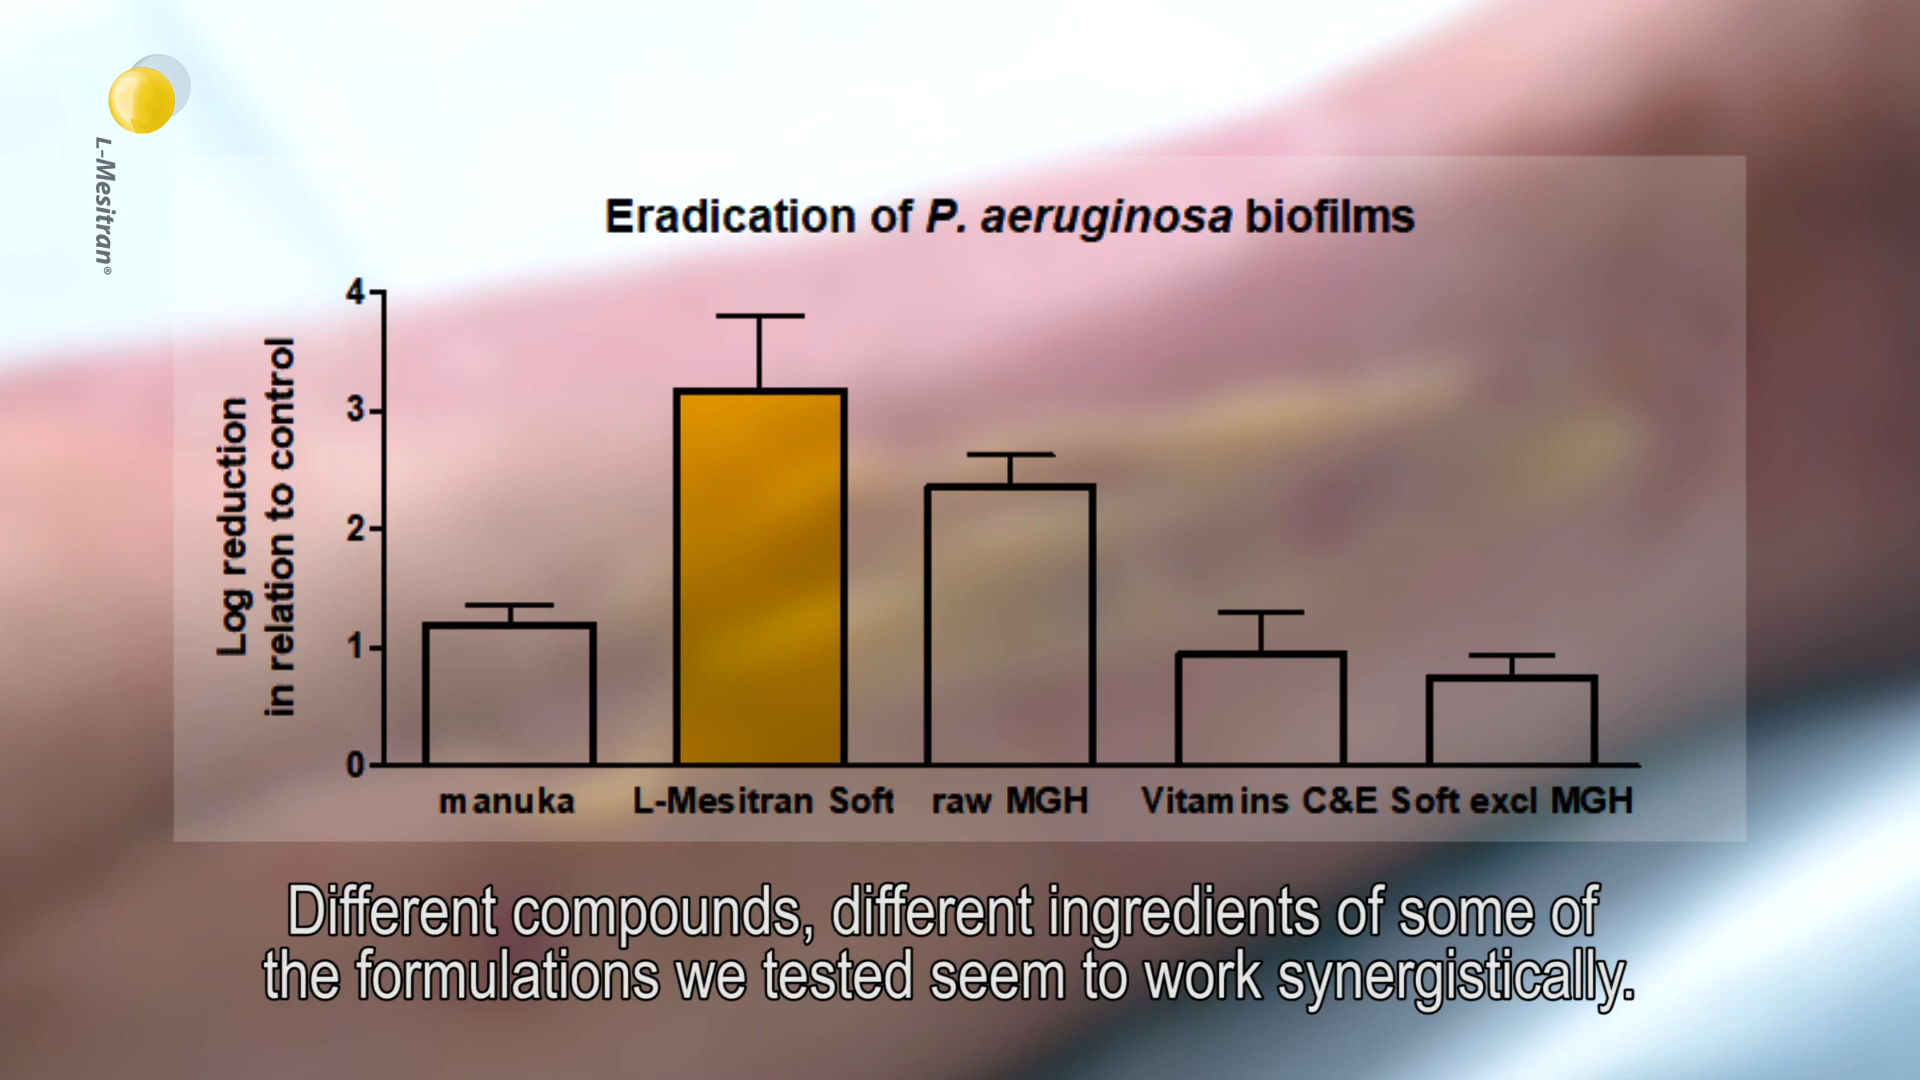 L-Mesitran®
Eradication of P. aeruginosa biofilms
Log reduction
in relation to control
4
3
2
1
0
manuka
L-Mesitran Soft
raw MGH
Vitamins C&E
Soft excl MGH
Different compounds, different ingredients of some of
the formulations we tested seem to work synergistically.